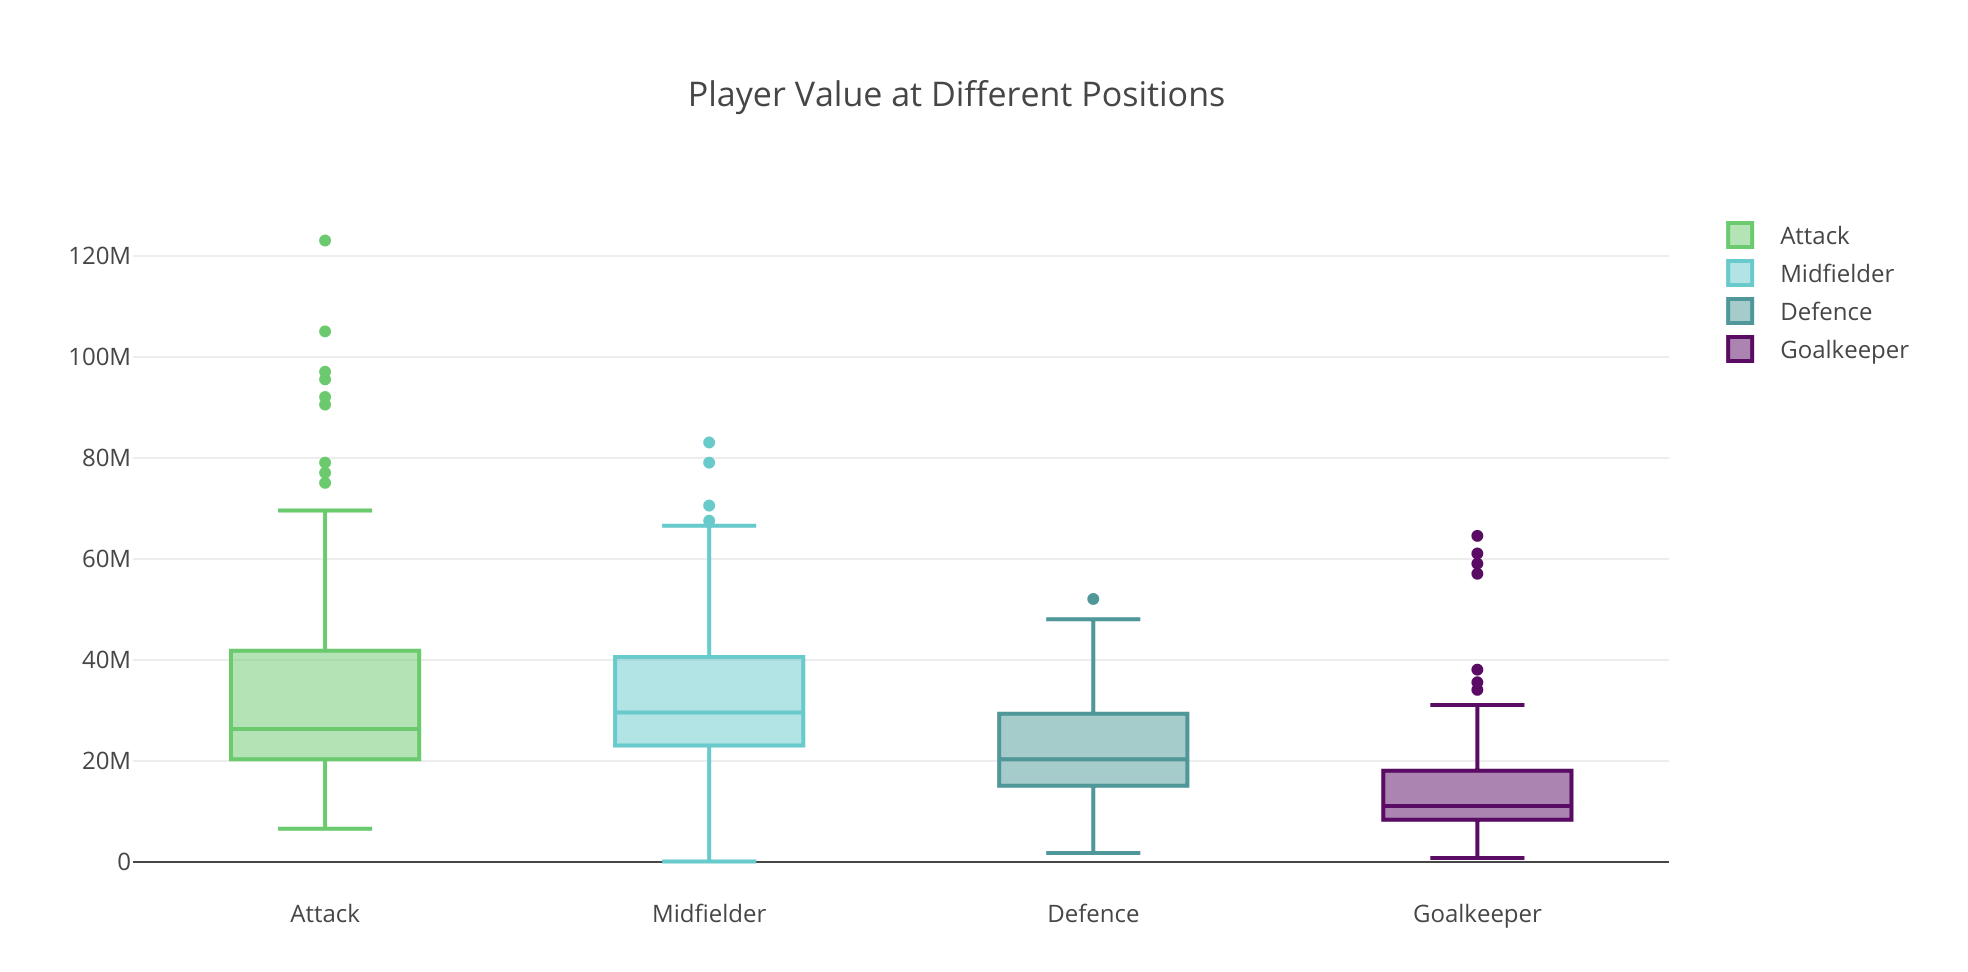 Player Value at Different Positions
120M
100M
80M
60M
40M
20M
0
Attack
Midfielder
Defence
Goalkeeper
Attack
Midfielder
Defence
Goalkeeper